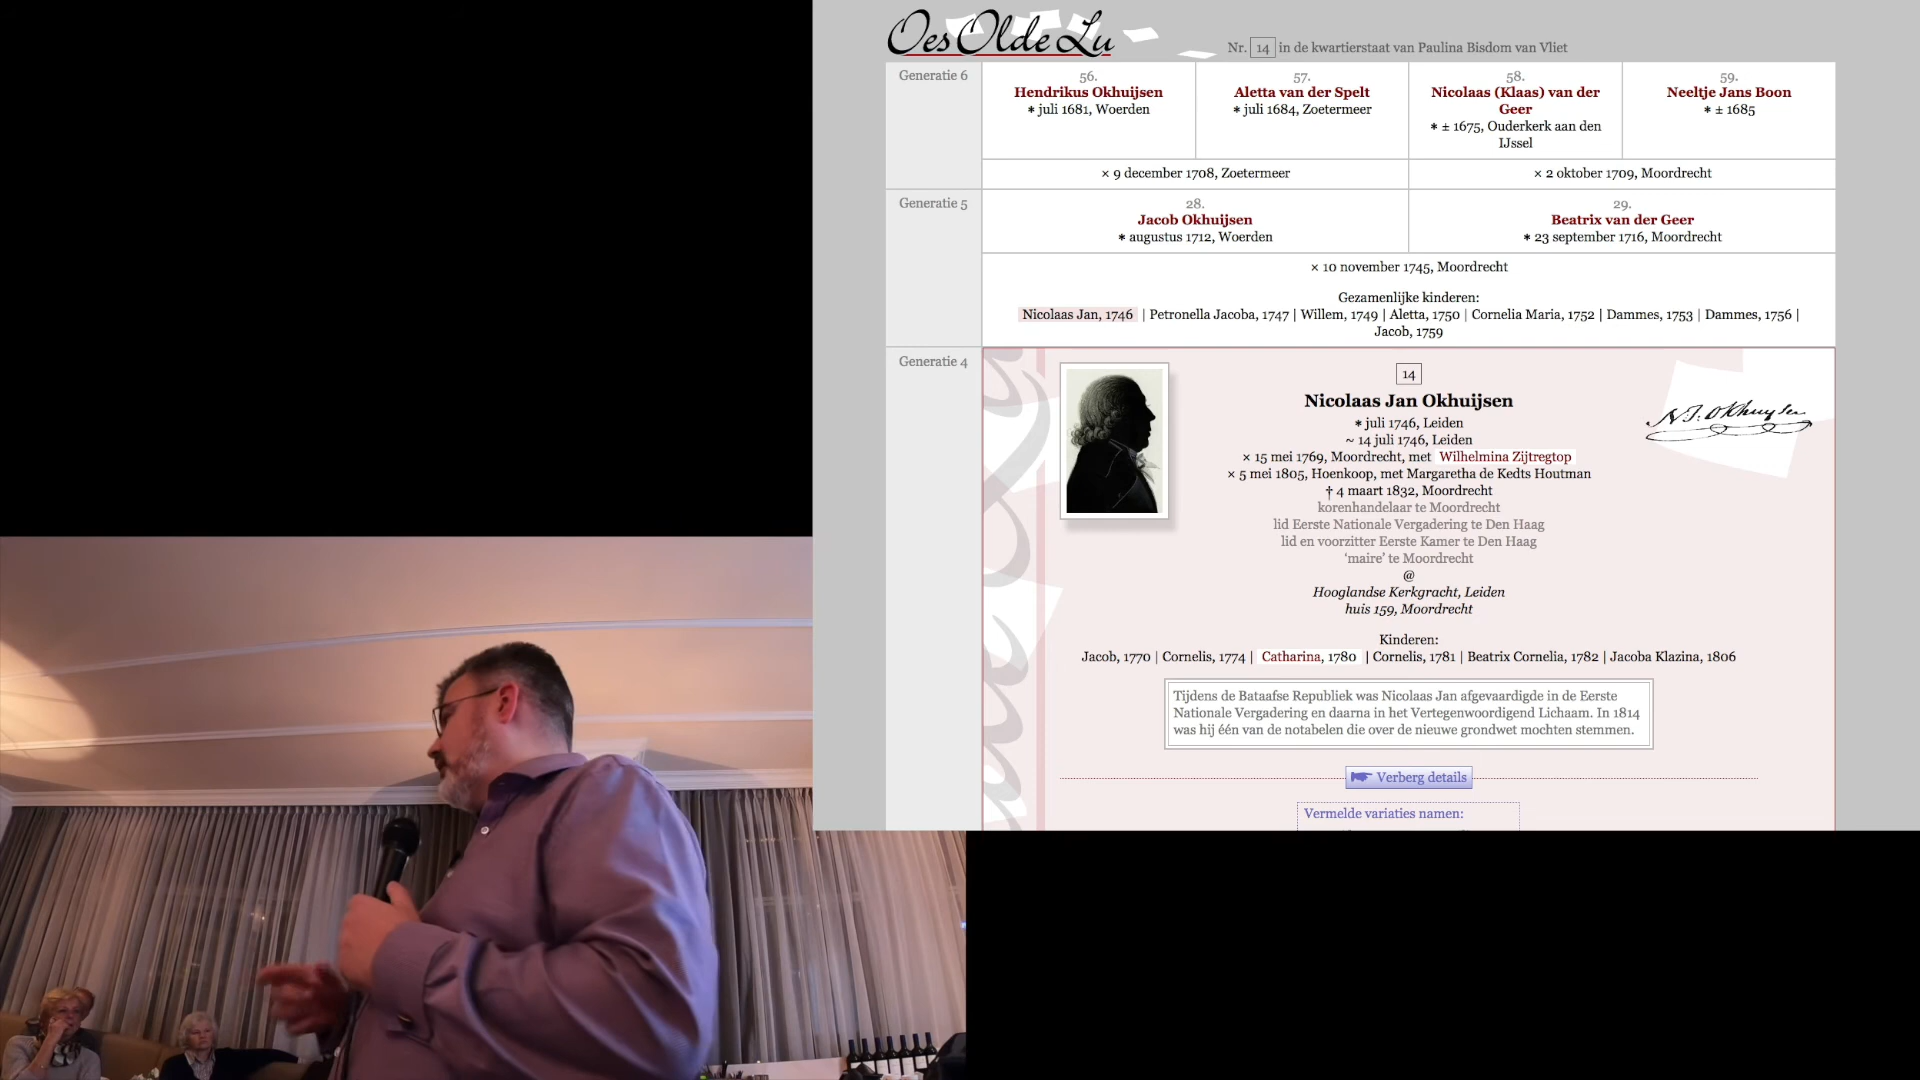 Oes Olde Lu
Nr. 14 in de kwartierstaat van Paulina Bisdom van Vliet
Generatie 6
56.
Hendrikus Okhuijsen
* juli 1681, Woerden
57.
Aletta van der Spelt
* juli 1684, Zoetermeer
58.
Nicolaas (Klaas) van der
Geer
* ± 1675, Ouderkerk aan den
IJssel
59.
Neeltje Jans Boon
* ± 1685
× 9 december 1708, Zoetermeer
× 2 oktober 1709, Moordrecht
Generatie 5
28.
Jacob Okhuijsen
* augustus 1712, Woerden
29.
Beatrix van der Geer
* 23 september 1716, Moordrecht
× 10 november 1745, Moordrecht
Gezamenlijke kinderen:
Nicolaas Jan, 1746 | Petronella Jacoba, 1747 | Willem, 1749 | Aletta, 1750 | Cornelia Maria, 1752 | Dammes, 1753 | Dammes, 1756 |
Jacob, 1759
Generatie 4
14
Nicolaas Jan Okhuijsen
* juli 1746, Leiden
~ 14 juli 1746, Leiden
× 15 mei 1769, Moordrecht, met Wilhelmina Zijtregtop
× 5 mei 1805, Hoenkoop, met Margaretha de Kedts Houtman
† 4 maart 1832, Moordrecht
korenhandelaar te Moordrecht
lid Eerste Nationale Vergadering te Den Haag
lid en voorzitter Eerste Kamer te Den Haag
‘maire’ te Moordrecht
@
Hooglandse Kerkgracht, Leiden
huis 159, Moordrecht
N.J. Okhuysen
Kinderen:
Jacob, 1770 | Cornelis, 1774 | Catharina, 1780 | Cornelis, 1781 | Beatrix Cornelia, 1782 | Jacoba Klazina, 1806
Tijdens de Bataafse Republiek was Nicolaas Jan afgevaardigde in de Eerste
Nationale Vergadering en daarna in het Vertegenwoordigend Lichaam. In 1814
was hij één van de notabelen die over de nieuwe grondwet mochten stemmen.
Verberg details
Vermelde variaties namen: